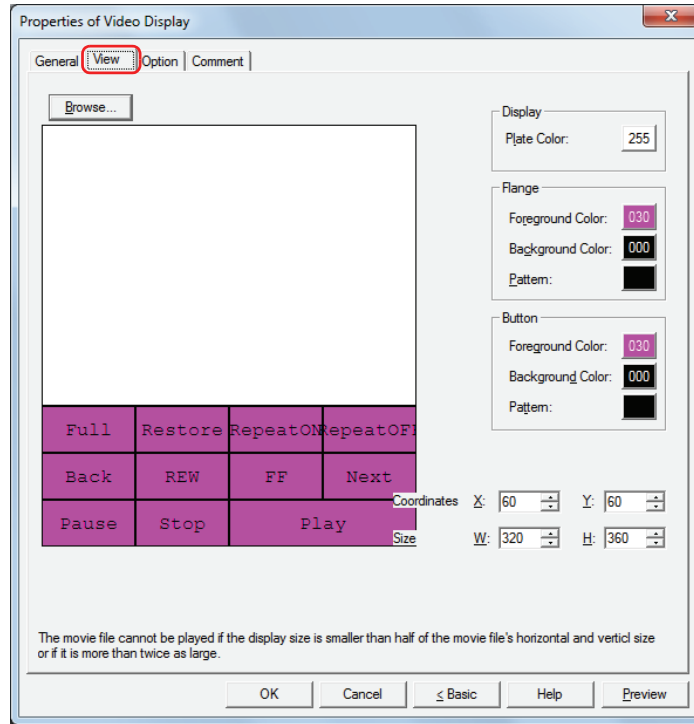 Properties of Video Display
General View Option Comment
Browse...
Display
Plate Color: 255
Flange
Foreground Color: 030
Background Color: 000
Pattern:
Button
Foreground Color: 030
Background Color: 000
Pattern:
Full Restore RepeatON RepeatOFF
Back REW FF Next
Pause Stop Play
Coordinates X: 60 Y: 60
Size W: 320 H: 360
The movie file cannot be played if the display size is smaller than half of the movie file's horizontal and verticl size
or if it is more than twice as large.
OK Cancel < Basic Help Preview